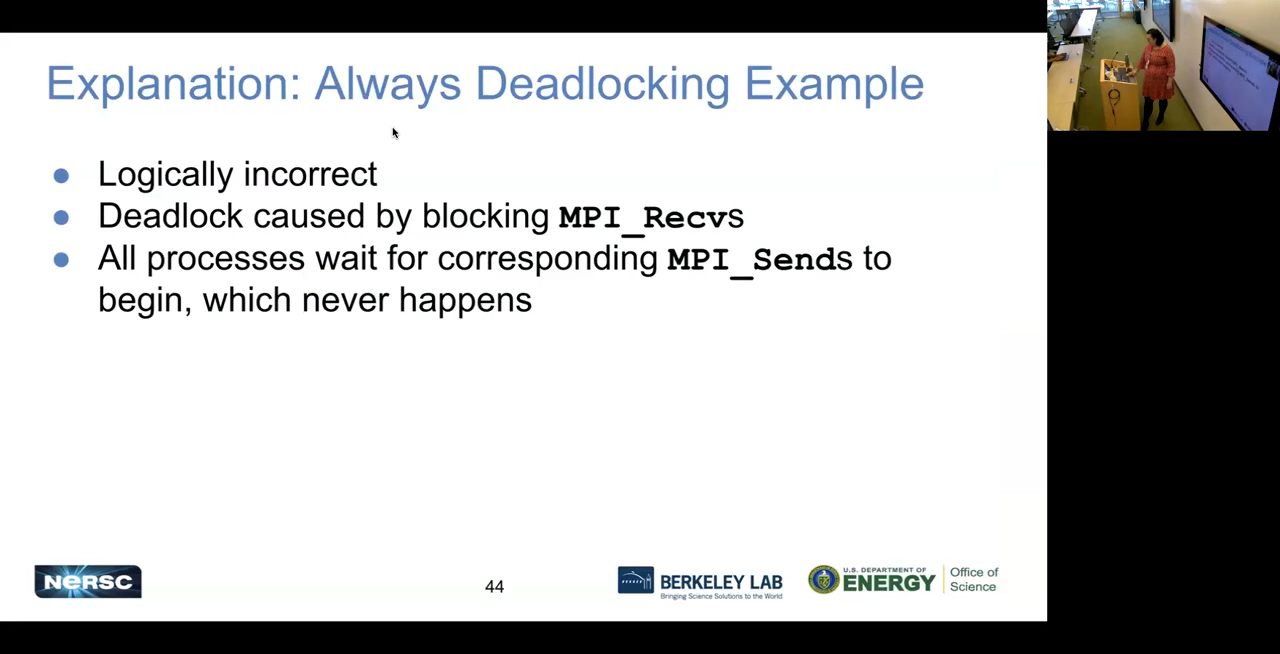 Explanation: Always Deadlocking Example
● Logically incorrect
● Deadlock caused by blocking MPI_Recvs
● All processes wait for corresponding MPI_Sends to
begin, which never happens
NERSC
44
BERKELEY LAB
Bringing Science Solutions to the World
U.S. DEPARTMENT OF
ENERGY
Office of
Science